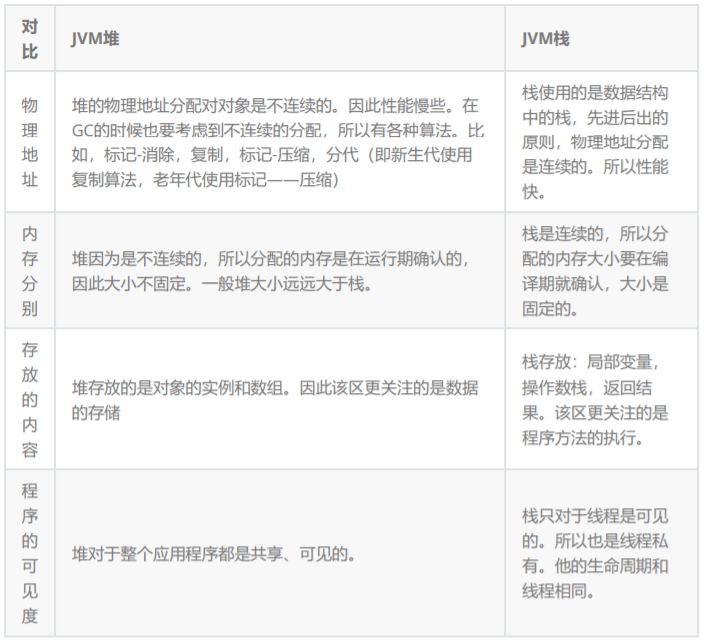 对
比
JVM堆
JVM栈
物
理
地
址
堆的物理地址分配对对象是不连续的。因此性能慢些。在
GC的时候也要考虑到不连续的分配，所以有各种算法。比
如，标记-消除，复制，标记-压缩，分代（即新生代使用
复制算法，老年代使用标记——压缩）
栈使用的是数据结构
中的栈，先进后出的
原则，物理地址分配
是连续的。所以性能
快。
内
存
分
别
堆因为是不连续的，所以分配的内存是在运行期确认的，
因此大小不固定。一般堆大小远远大于栈。
栈是连续的，所以分
配的内存大小要在编
译期就确认，大小是
固定的。
存
放
的
内
容
堆存放的是对象的实例和数组。因此该区更关注的是数据
的存储
栈存放：局部变量，
操作数栈，返回结
果。该区更关注的是
程序方法的执行。
程
序
的
可
见
度
堆对于整个应用程序都是共享、可见的。
栈只对于线程是可见
的。所以也是线程私
有。他的生命周期和
线程相同。